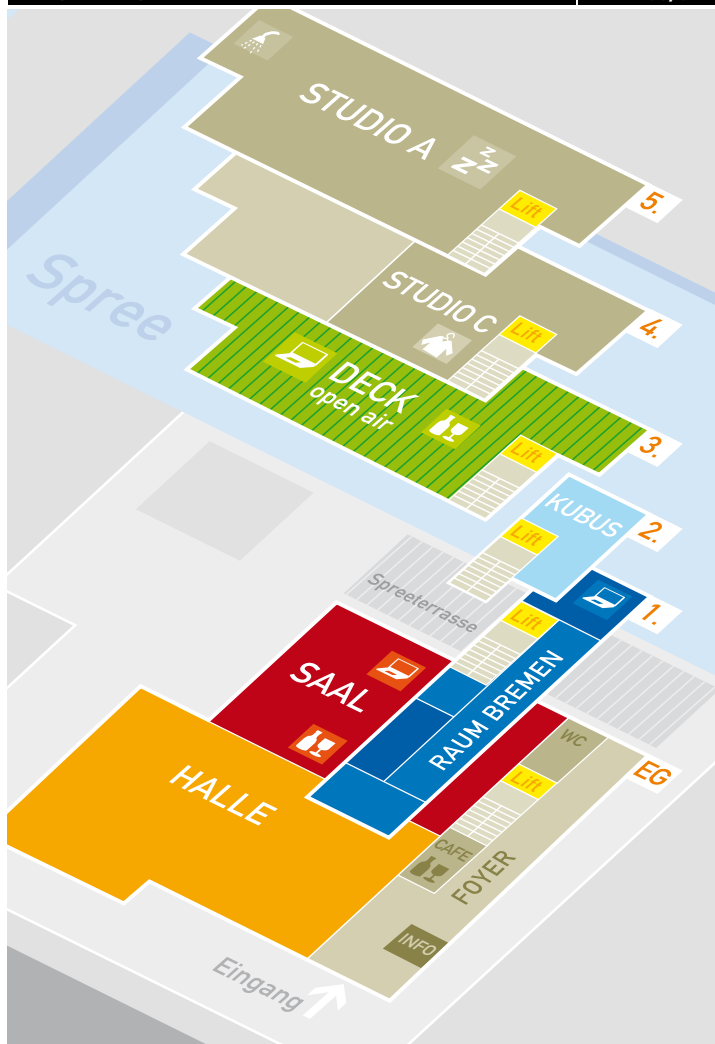 STUDIO A
zzz
Lift
5.
Spree
STUDIO C
Lift
4.
DECK
open air
Lift
3.
KUBUS
Lift
2.
Spreeterrasse
Lift
1.
SAAL
RAUM BREMEN
WC
EG
Lift
HALLE
CAFE
FOYER
INFO
Eingang